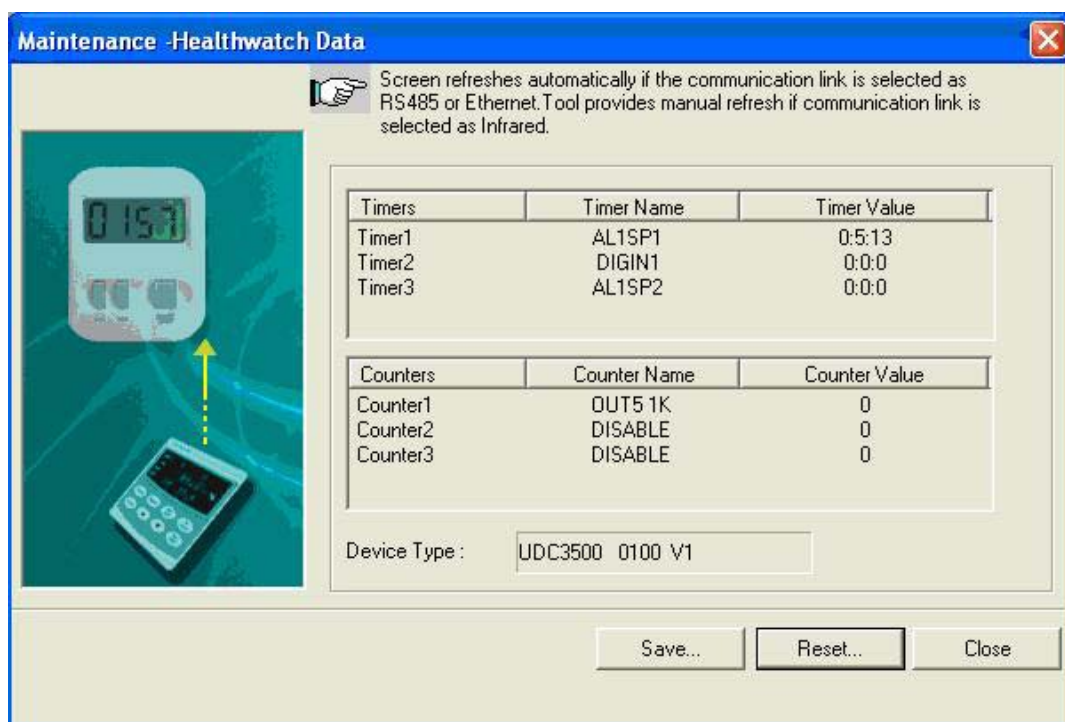 Maintenance -Healthwatch Data
Screen refreshes automatically if the communication link is selected as
RS485 or Ethernet.Tool provides manual refresh if communication link is
selected as Infrared.
Timers Timer Name Timer Value
Timer1 AL1SP1 0:5:13
Timer2 DIGIN1 0:0:0
Timer3 AL1SP2 0:0:0
Counters Counter Name Counter Value
Counter1 OUT5 1K 0
Counter2 DISABLE 0
Counter3 DISABLE 0
Device Type : UDC3500 0100 V1
Save... Reset... Close